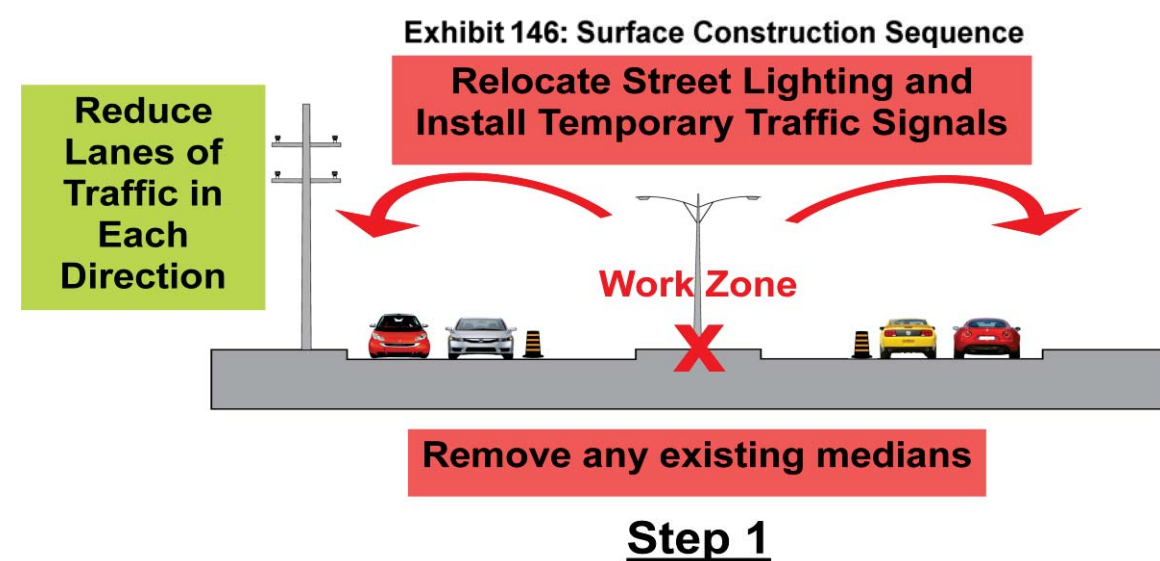 Exhibit 146: Surface Construction Sequence
Relocate Street Lighting and
Install Temporary Traffic Signals
Reduce
Lanes of
Traffic in
Each
Direction
Work Zone
X
Remove any existing medians
Step 1